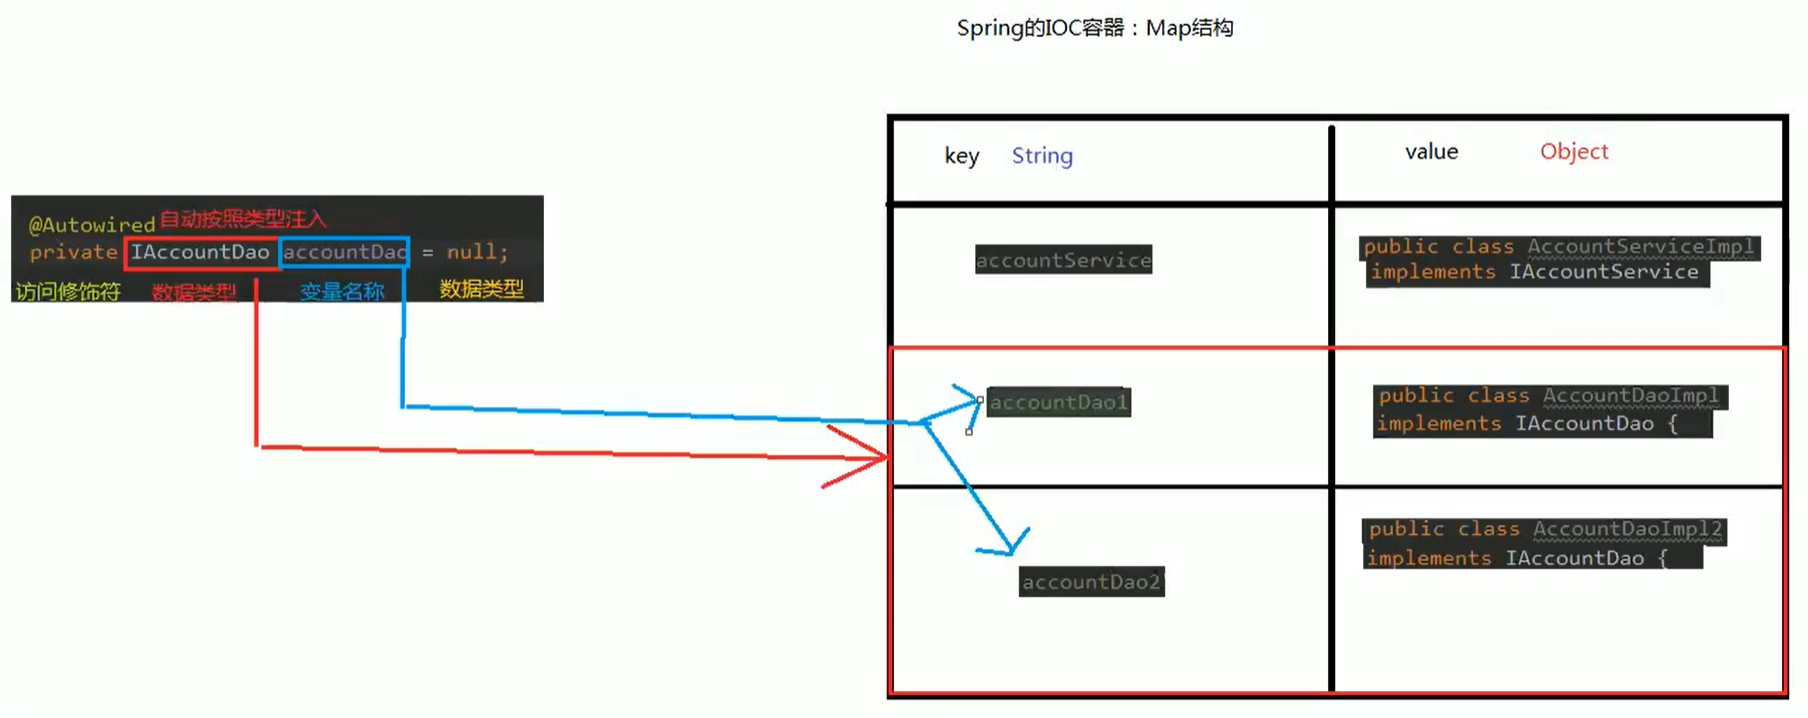 Spring的IOC容器：Map结构
@Autowired 自动按照类型注入
private IAccountDao accountDao = null;
访问修饰符 数据类型 变量名称 数据类型
key String value Object
accountService
public class AccountServiceImpl
implements IAccountService
accountDao1
public class AccountDaoImpl
implements IAccountDao {
accountDao2
public class AccountDaoImpl2
implements IAccountDao {